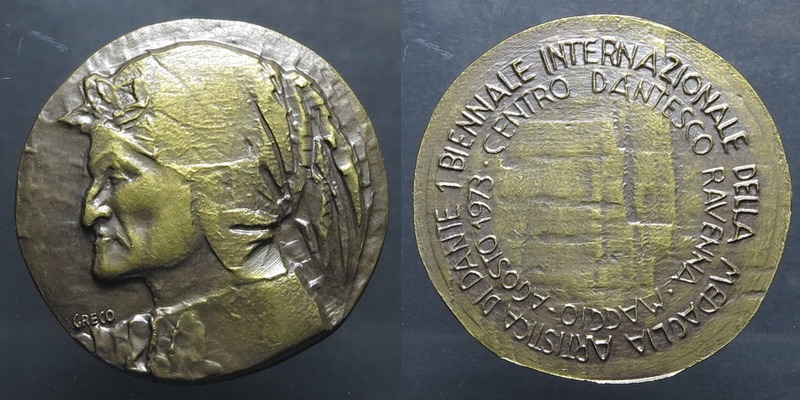 GRECO
1 BIENNALE INTERNAZIONALE DELLA MEDAGLIA ARTISTICA DI DANTE
CENTRO DANTESCO RAVENNA · MAGGIO · AGOSTO 1973 ·